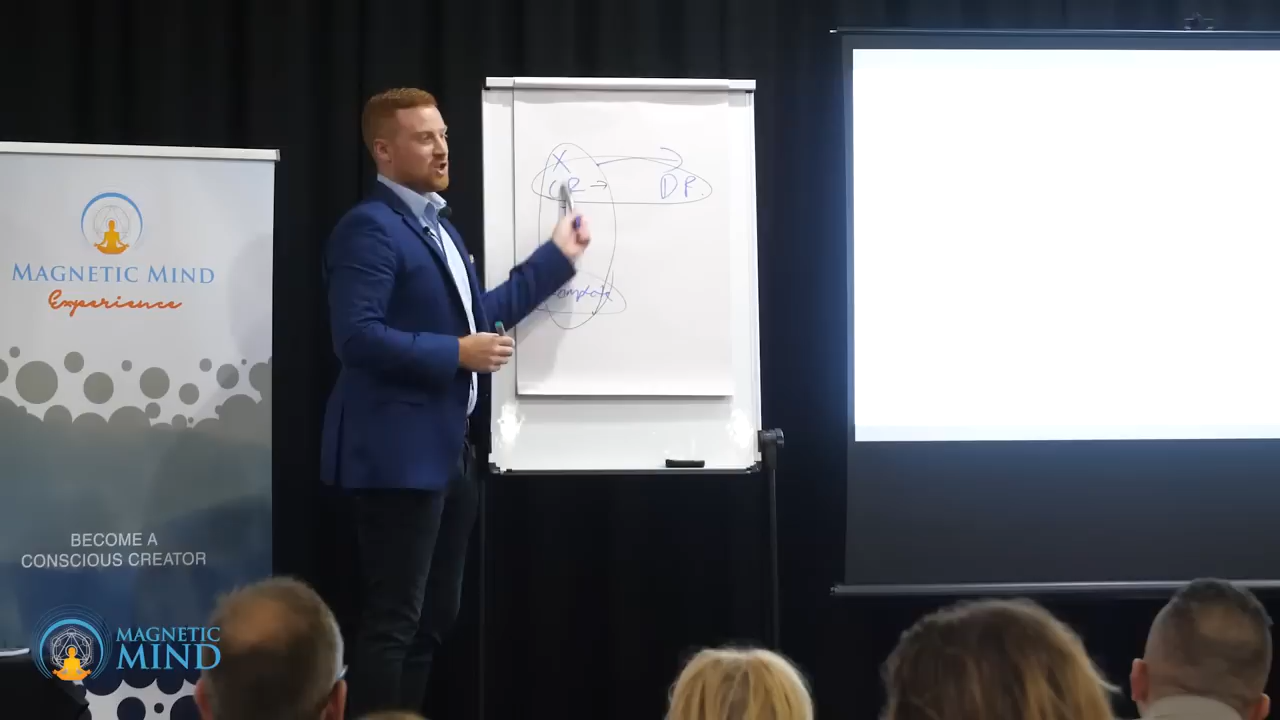 MAGNETIC MIND
Experience
BECOME A
CONSCIOUS CREATOR
MAGNETIC
MIND
X
CR → DP.